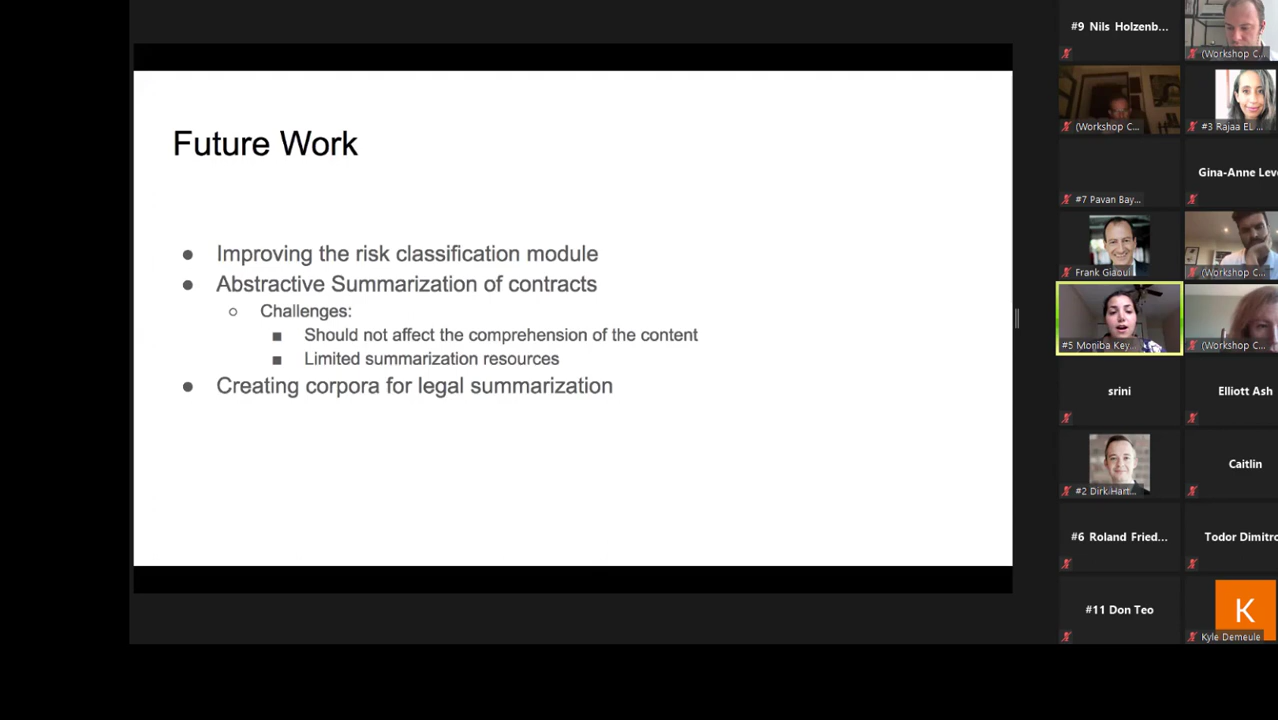 Future Work
Improving the risk classification module
Abstractive Summarization of contracts
Challenges:
Should not affect the comprehension of the content
Limited summarization resources
Creating corpora for legal summarization
#9 Nils Holzenb...
(Workshop C...
(Workshop C...
#3 Rajaa EL ...
#7 Pavan Bay...
Gina-Anne Leve
Frank Giaoui
(Workshop C...
#5 Moniba Key...
(Workshop C...
srini
Elliott Ash
#2 Dirk Hart...
Caitlin
#6 Roland Fried...
Todor Dimitro
#11 Don Teo
K
Kyle Demeule